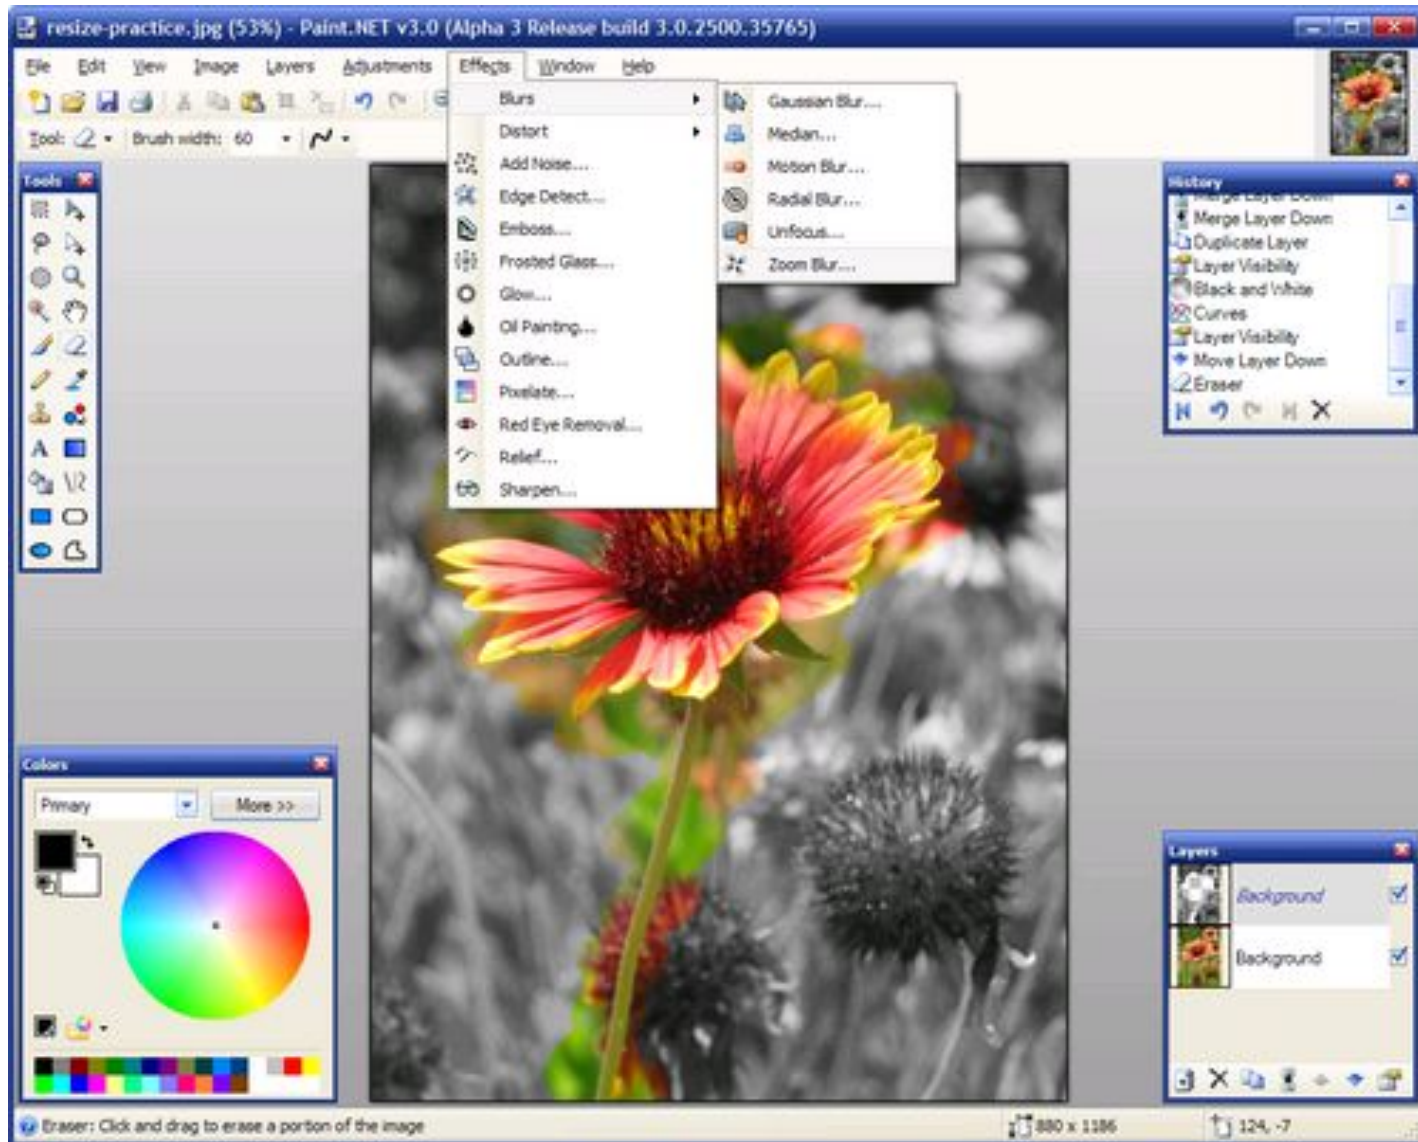 resize-practice.jpg (53%) - Paint.NET v3.0 (Alpha 3 Release build 3.0.2500.35765)
File Edit View Image Layers Adjustments Effects Window Help
Tool: Brush width: 60
Blurs
Distort
Add Noise...
Edge Detect...
Emboss...
Frosted Glass...
Glow...
Oil Painting...
Outline...
Pixelate...
Red Eye Removal...
Relief...
Sharpen...
Gaussian Blur...
Median...
Motion Blur...
Radial Blur...
Unfocus...
Zoom Blur...
Tools
History
Merge Layer Down
Merge Layer Down
Duplicate Layer
Layer Visibility
Black and White
Curves
Layer Visibility
Move Layer Down
Eraser
Colors
Primary More >>
Layers
Background
Background
Eraser: Click and drag to erase a portion of the image 880 x 1186 124, -7